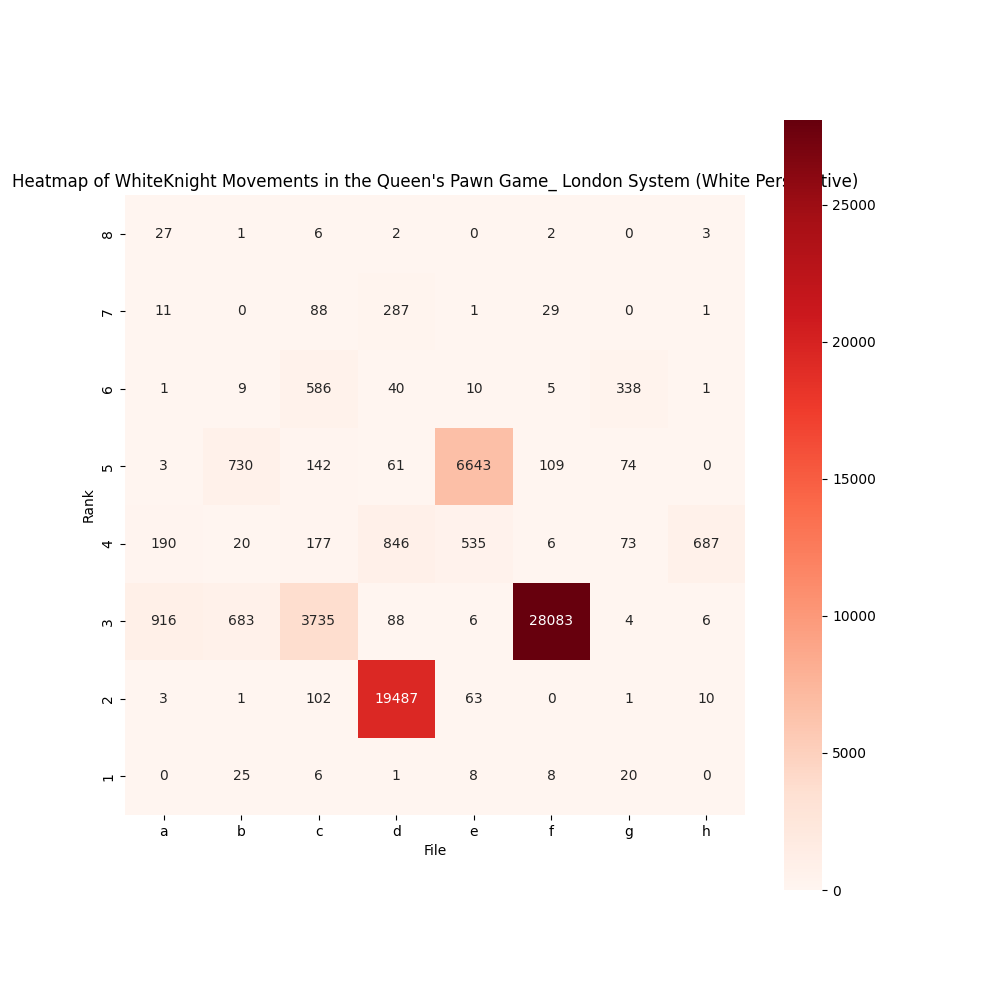 Heatmap of WhiteKnight Movements in the Queen's Pawn Game_ London System (White Pers tive)
8 27 1 6 2 0 2 0 3
7 11 0 88 287 1 29 0 1
6 1 9 586 40 10 5 338 1
5 3 730 142 61 6643 109 74 0
4 190 20 177 846 535 6 73 687
3 916 683 3735 88 6 28083 4 6
2 3 1 102 19487 63 0 1 10
1 0 25 6 1 8 8 20 0
a b c d e f g h
File
Rank
25000
20000
15000
10000
5000
0